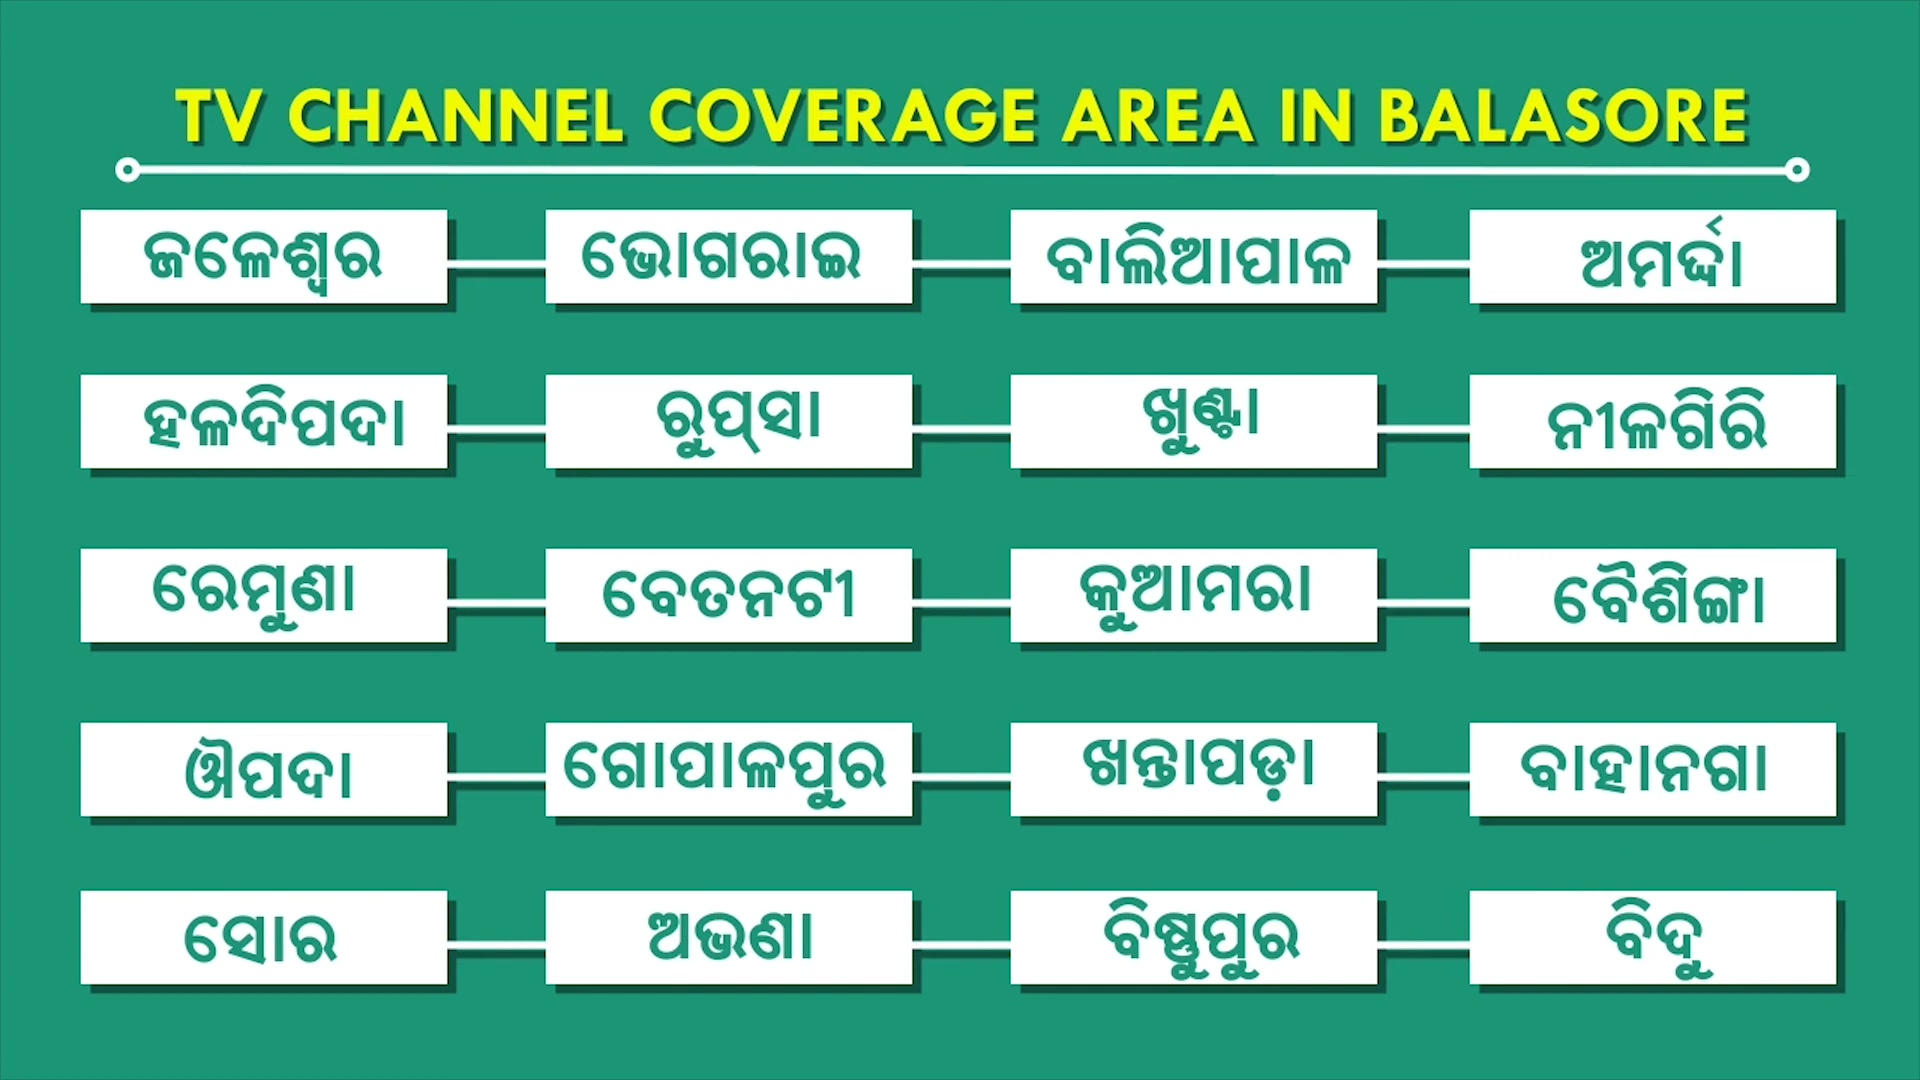 TV CHANNEL COVERAGE AREA IN BALASORE
ଜଳେଶ୍ୱର ଭୋଗରାଇ ବାଲିଆପାଳ ଅମର୍ଦ୍ଦା
ହଳଦିପଦା ରୁପ୍‌ସା ଖୁଣ୍ଟା ନୀଳଗିରି
ରେମୁଣା ବେତନଟୀ କୁଆମରା ବୈଶିଙ୍ଗା
ଔପଦା ଗୋପାଳପୁର ଖନ୍ତାପଡ଼ା ବାହାନଗା
ସୋର ଅଭଣା ବିଷ୍ଣୁପୁର ବିଦୁ